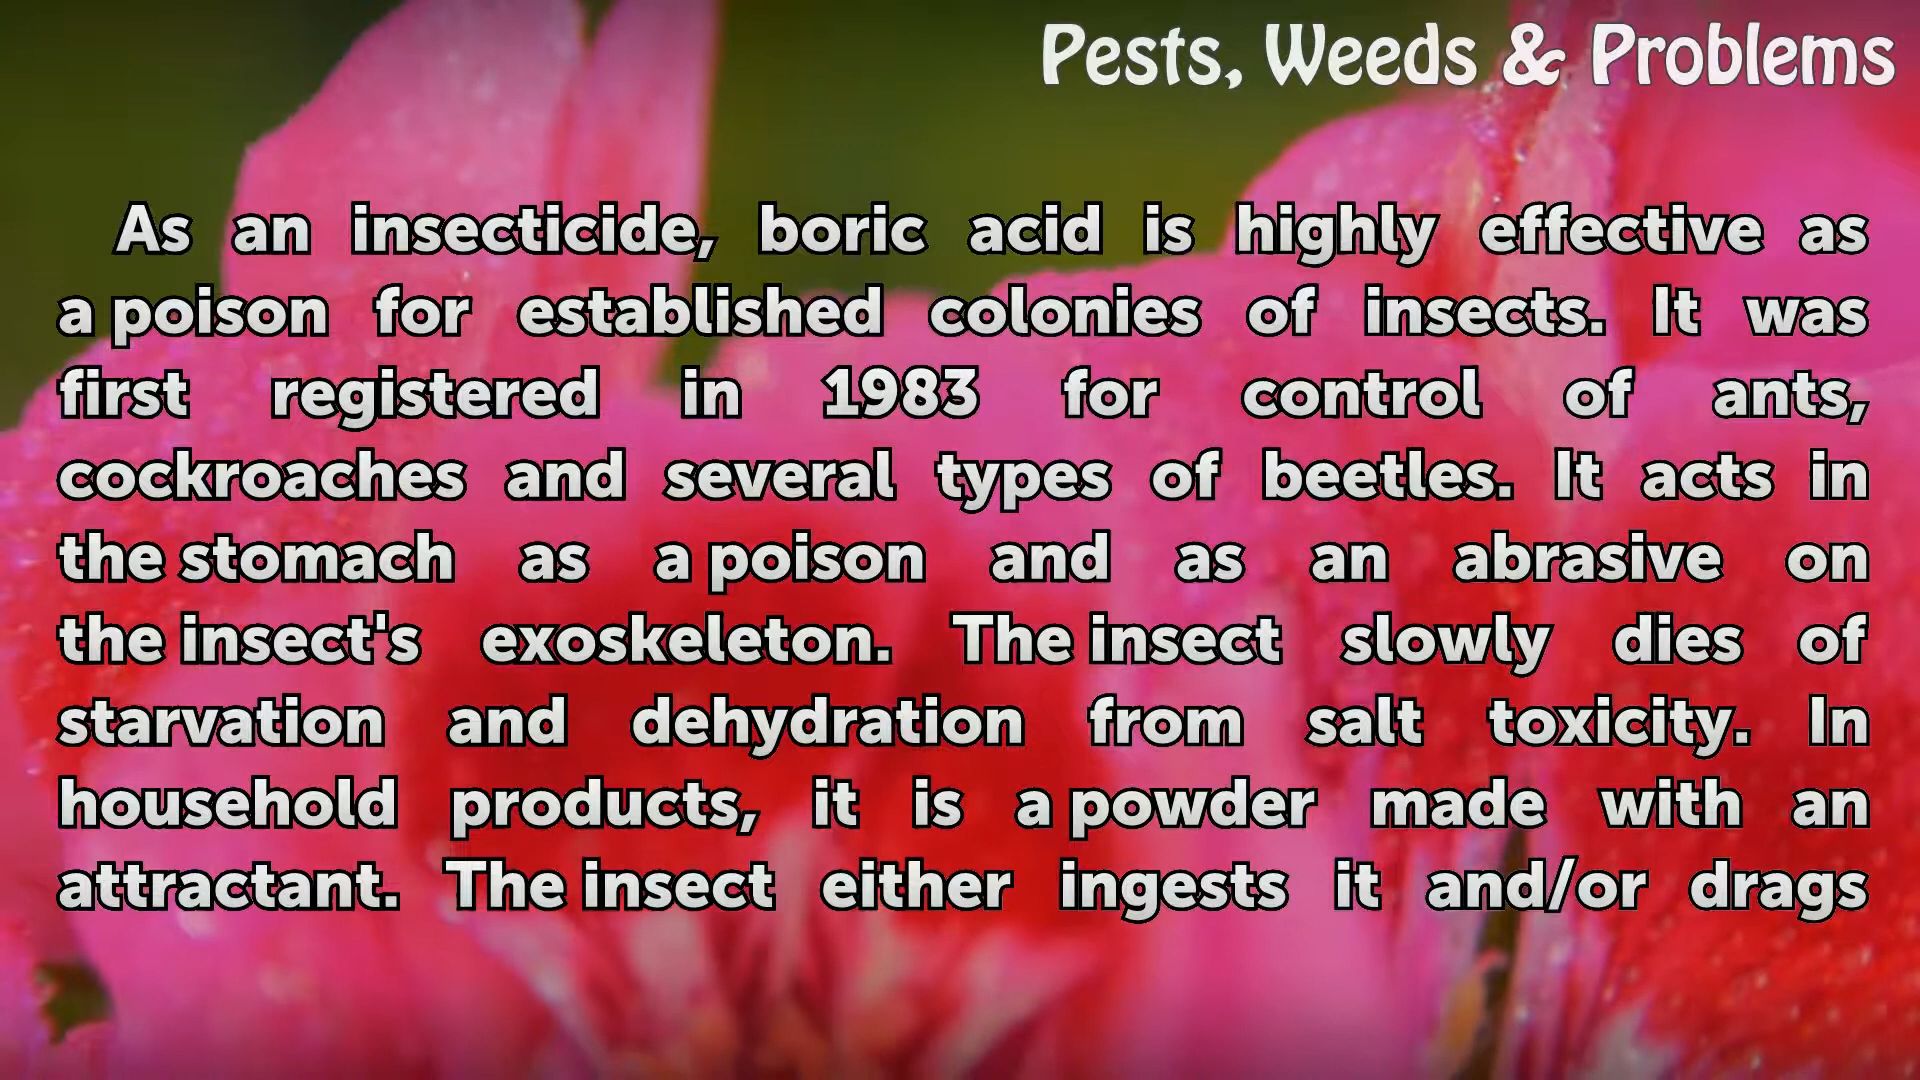 Pests, Weeds & Problems
As an insecticide, boric acid is highly effective as
a poison for established colonies of insects. It was
first registered in 1983 for control of ants,
cockroaches and several types of beetles. It acts in
the stomach as a poison and as an abrasive on
the insect's exoskeleton. The insect slowly dies of
starvation and dehydration from salt toxicity. In
household products, it is a powder made with an
attractant. The insect either ingests it and/or drags